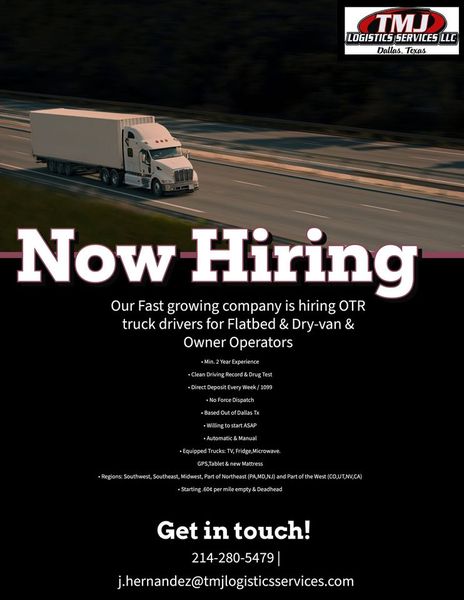 TMJ
LOGISTICS SERVICES LLC
Dallas, Texas
Now Hiring
Our Fast growing company is hiring OTR
truck drivers for Flatbed & Dry-van &
Owner Operators
• Min. 2 Year Experience
• Clean Driving Record & Drug Test
• Direct Deposit Every Week / 1099
• No Force Dispatch
• Based Out of Dallas Tx
• Willing to start ASAP
• Automatic & Manual
• Equipped Trucks: TV, Fridge,Microwave.
GPS,Tablet & new Mattress
• Regions: Southwest, Southeast, Midwest, Part of Northeast (PA,MD,NJ) and Part of the West (CO,UT,NV,CA)
• Starting .60¢ per mile empty & Deadhead
Get in touch!
214-280-5479 |
j.hernandez@tmjlogisticsservices.com